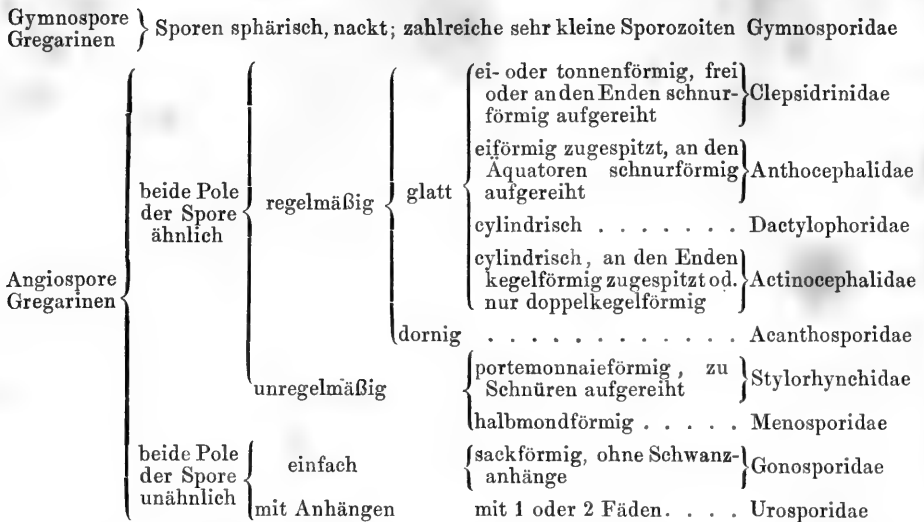 Gymnospore
Gregarinen
Sporen sphärisch, nackt; zahlreiche sehr kleine Sporozoiten Gymnosporidae
ei- oder tonnenförmig, frei
oder an den Enden schnur-
förmig aufgereiht
Clepsidrinidae
eiförmig zugespitzt, an den
Äquatoren schnurförmig
aufgereiht
Anthocephalidae
beide Pole
der Spore
ähnlich
regelmäßig
glatt
cylindrisch . . . . . . . Dactylophoridae
cylindrisch, an den Enden
kegelförmig zugespitzt od.
nur doppelkegelförmig
Actinocephalidae
Angiospore
Gregarinen
dornig . . . . . . . . . . . . Acanthosporidae
unregelmäßig
portemonnaieförmig, zu
Schnüren aufgereiht
Stylorhynchidae
halbmondförmig . . . . . Menosporidae
beide Pole
der Spore
unähnlich
einfach
sackförmig, ohne Schwanz-
anhänge
Gonosporidae
mit Anhängen mit 1 oder 2 Fäden. . . . Urosporidae